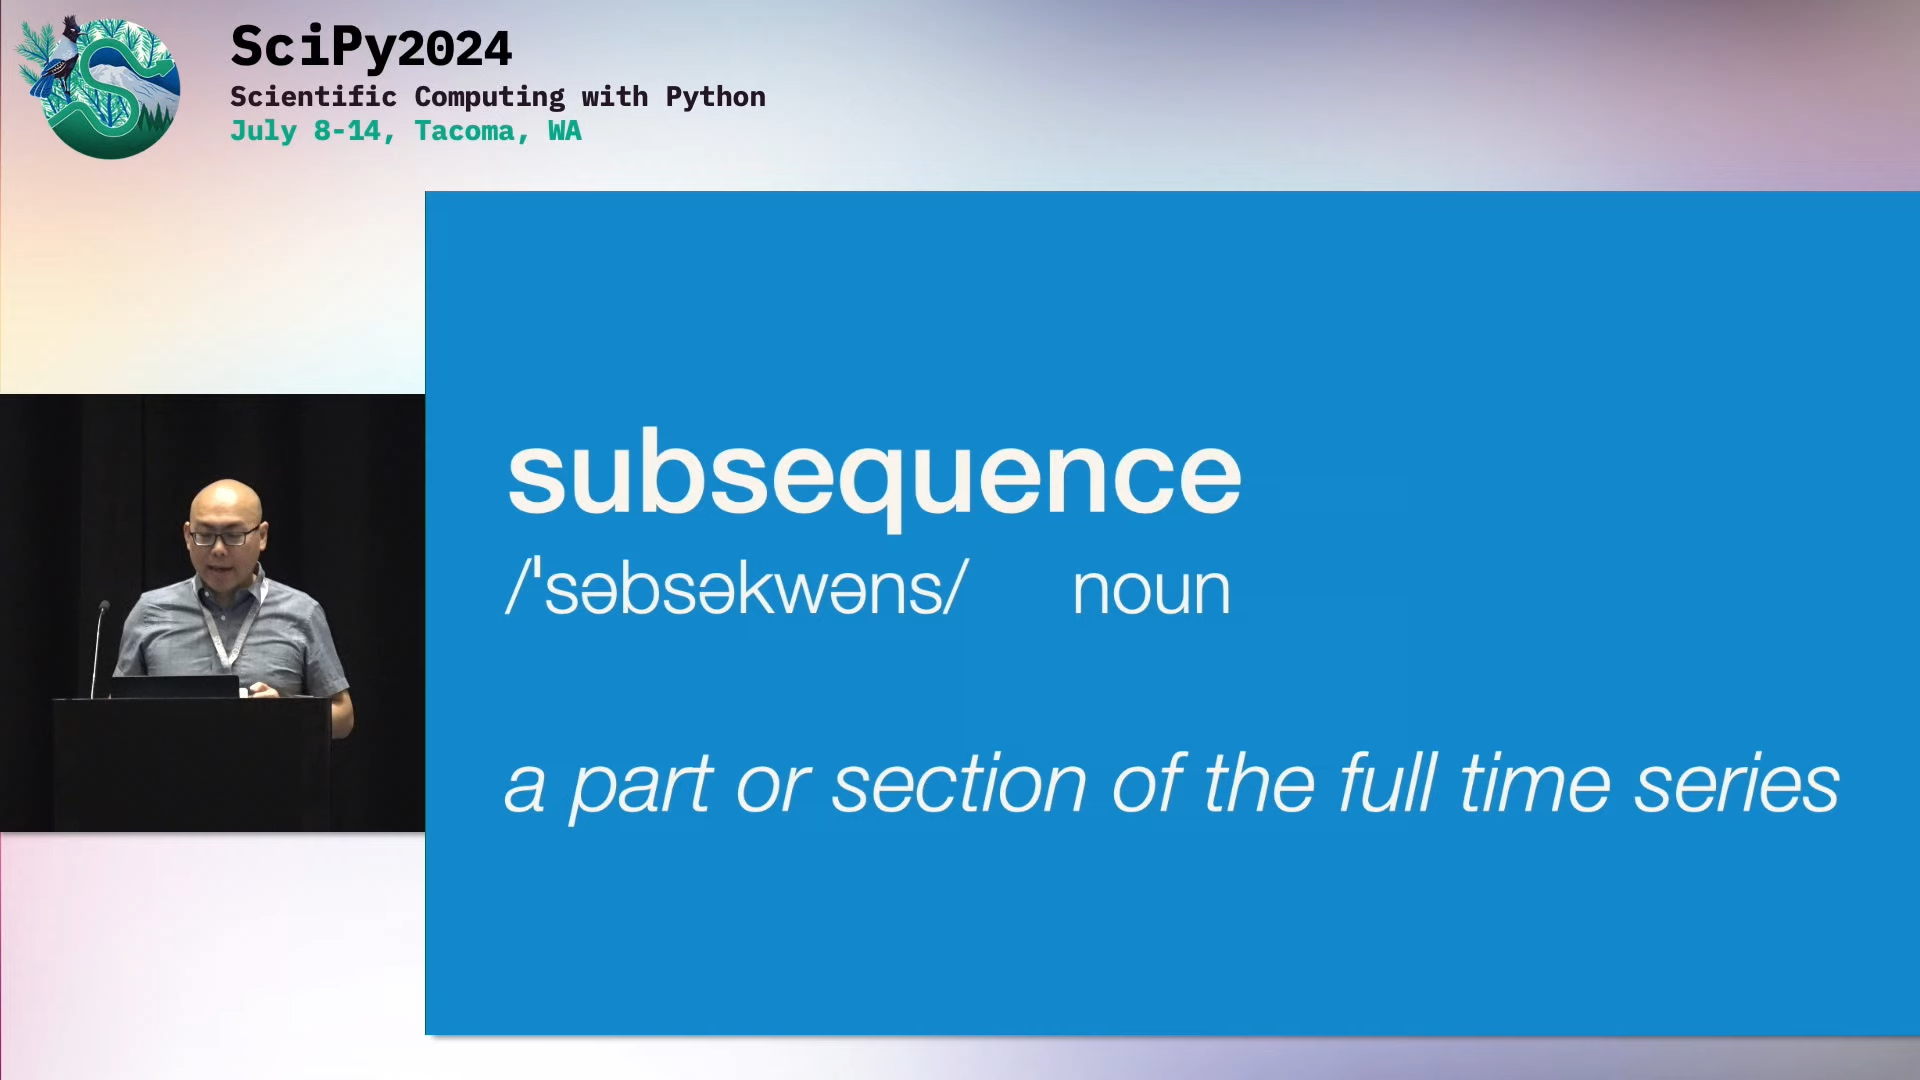 SciPy2024
Scientific Computing with Python
July 8-14, Tacoma, WA
subsequence
/ˈsəbsəkwəns/ noun
a part or section of the full time series